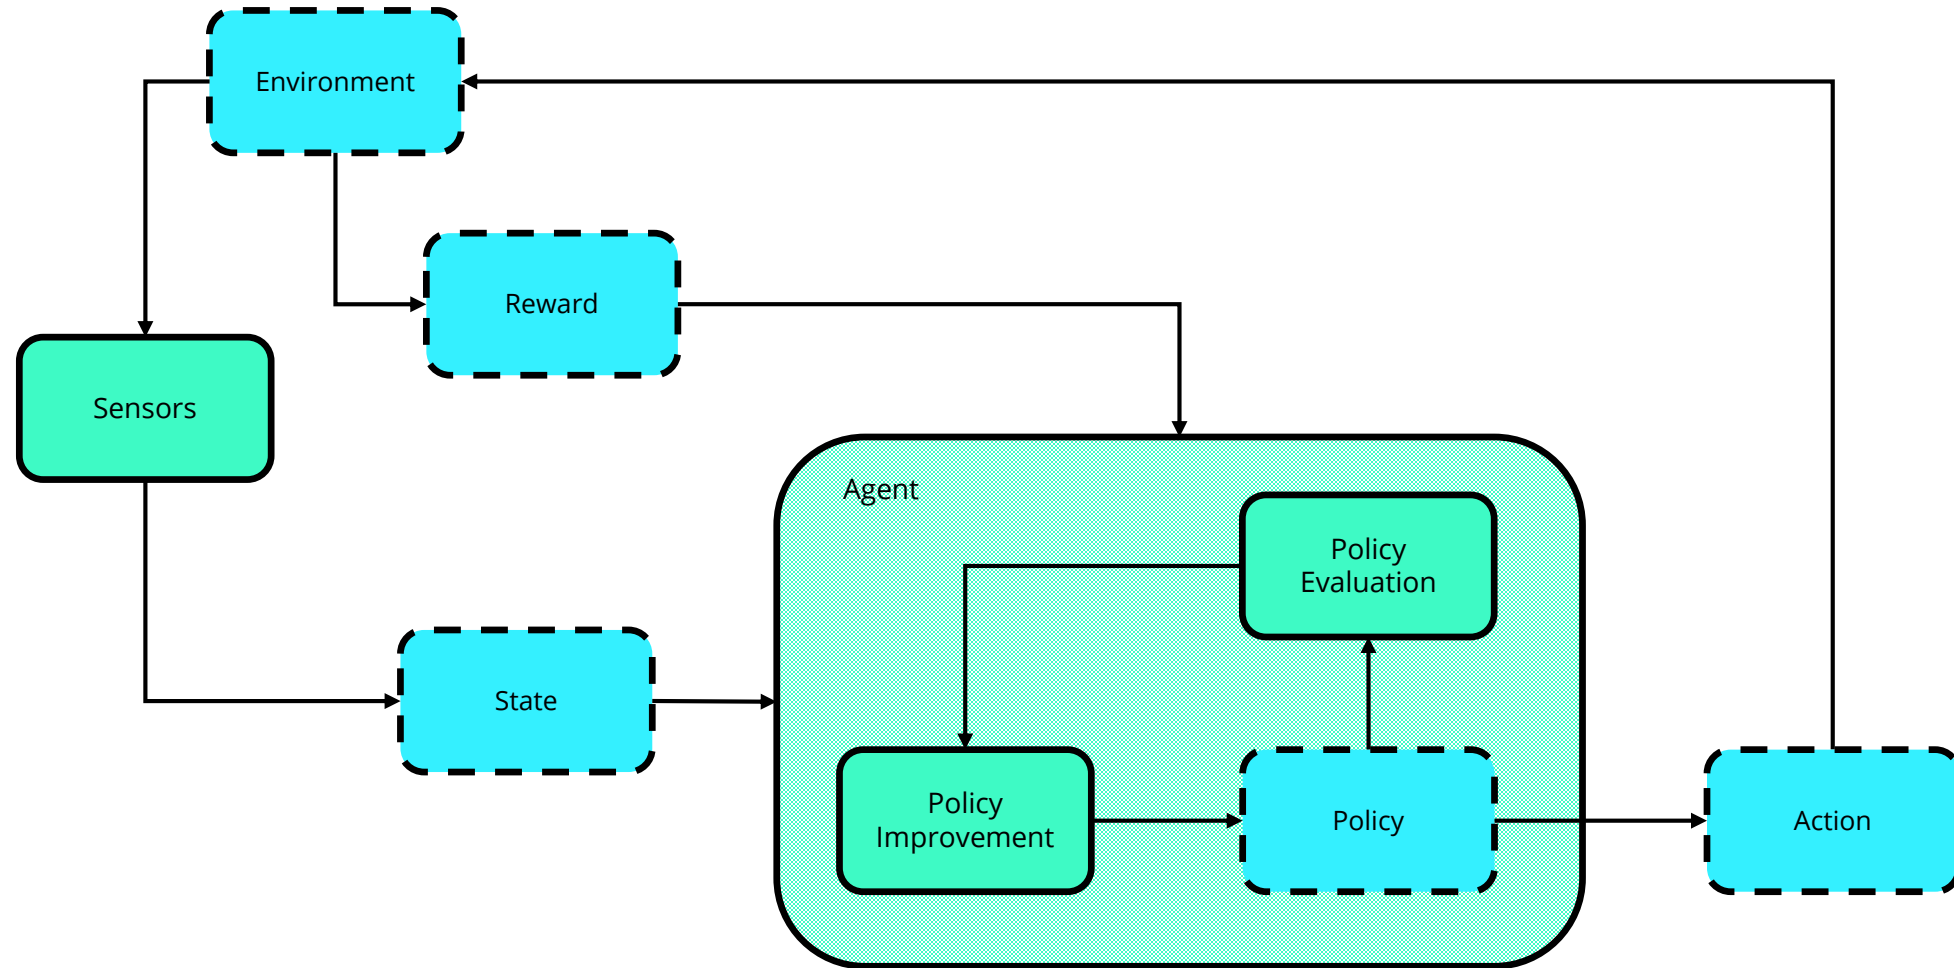 Environment
Reward
Sensors
Agent
Policy
Evaluation
State
Policy
Improvement
Policy
Action